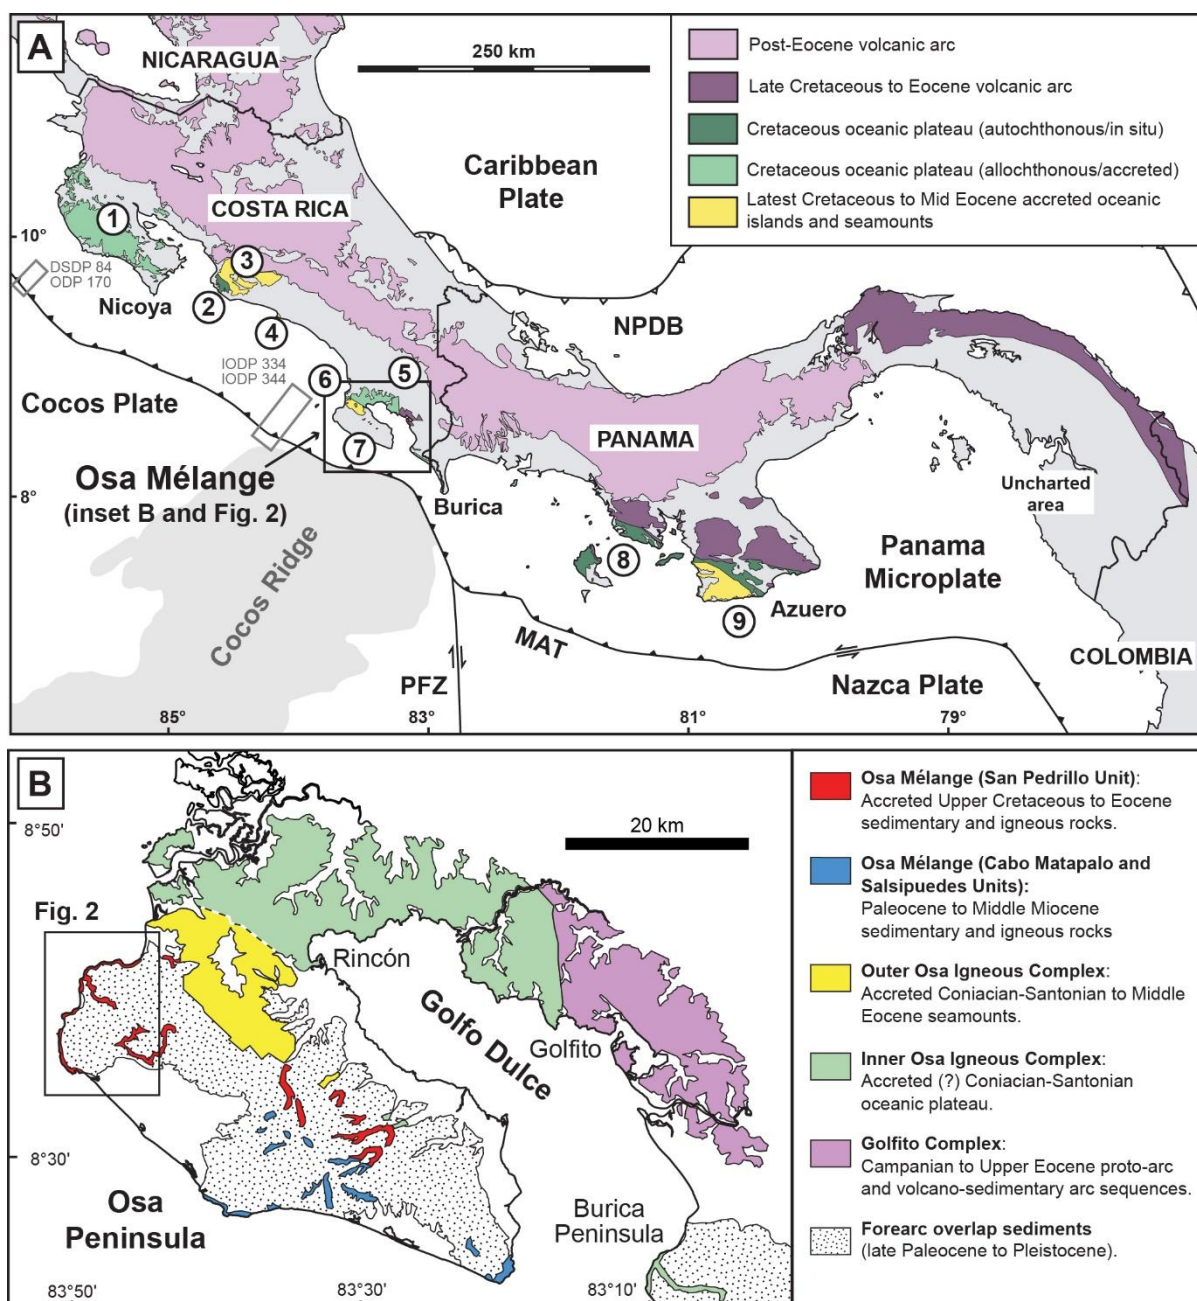 A
NICARAGUA
250 km
Post-Eocene volcanic arc
Late Cretaceous to Eocene volcanic arc
Cretaceous oceanic plateau (autochthonous/in situ)
Cretaceous oceanic plateau (allochthonous/accreted)
Latest Cretaceous to Mid Eocene accreted oceanic
islands and seamounts
Caribbean
Plate
COSTA RICA
1
10°
DSDP 84
ODP 170
Nicoya
2
3
4
NPDB
IODP 334
IODP 344
Cocos Plate
6
5
7
PANAMA
Osa Mélange
(inset B and Fig. 2)
8°
Burica
Uncharted
area
Cocos Ridge
8
Panama
Microplate
Azuero
9
MAT
COLOMBIA
PFZ
Nazca Plate
85°
83°
81°
79°
B
8°50'
20 km
Fig. 2
Rincón
Golfo Dulce
Golfito
8°30'
Osa
Peninsula
Burica
Peninsula
83°50'
83°30'
83°10'
Osa Mélange (San Pedrillo Unit):
Accreted Upper Cretaceous to Eocene
sedimentary and igneous rocks.
Osa Mélange (Cabo Matapalo and
Salsipuedes Units):
Paleocene to Middle Miocene
sedimentary and igneous rocks
Outer Osa Igneous Complex:
Accreted Coniacian-Santonian to Middle
Eocene seamounts.
Inner Osa Igneous Complex:
Accreted (?) Coniacian-Santonian
oceanic plateau.
Golfito Complex:
Campanian to Upper Eocene proto-arc
and volcano-sedimentary arc sequences.
Forearc overlap sediments
(late Paleocene to Pleistocene).